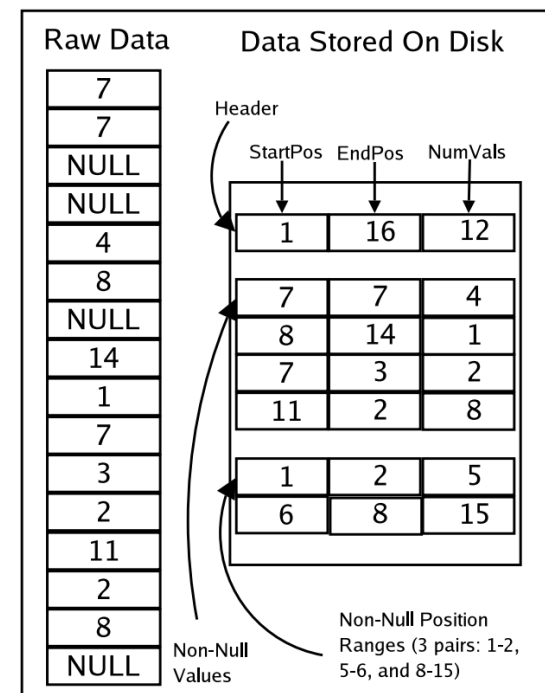 Raw Data
7
7
NULL
NULL
4
8
NULL
14
1
7
3
2
11
2
8
NULL
Data Stored On Disk
Header
StartPos EndPos NumVals
1 16 12
7 7 4
8 14 1
7 3 2
11 2 8
1 2 5
6 8 15
Non-Null
Values
Non-Null Position
Ranges (3 pairs: 1-2,
5-6, and 8-15)